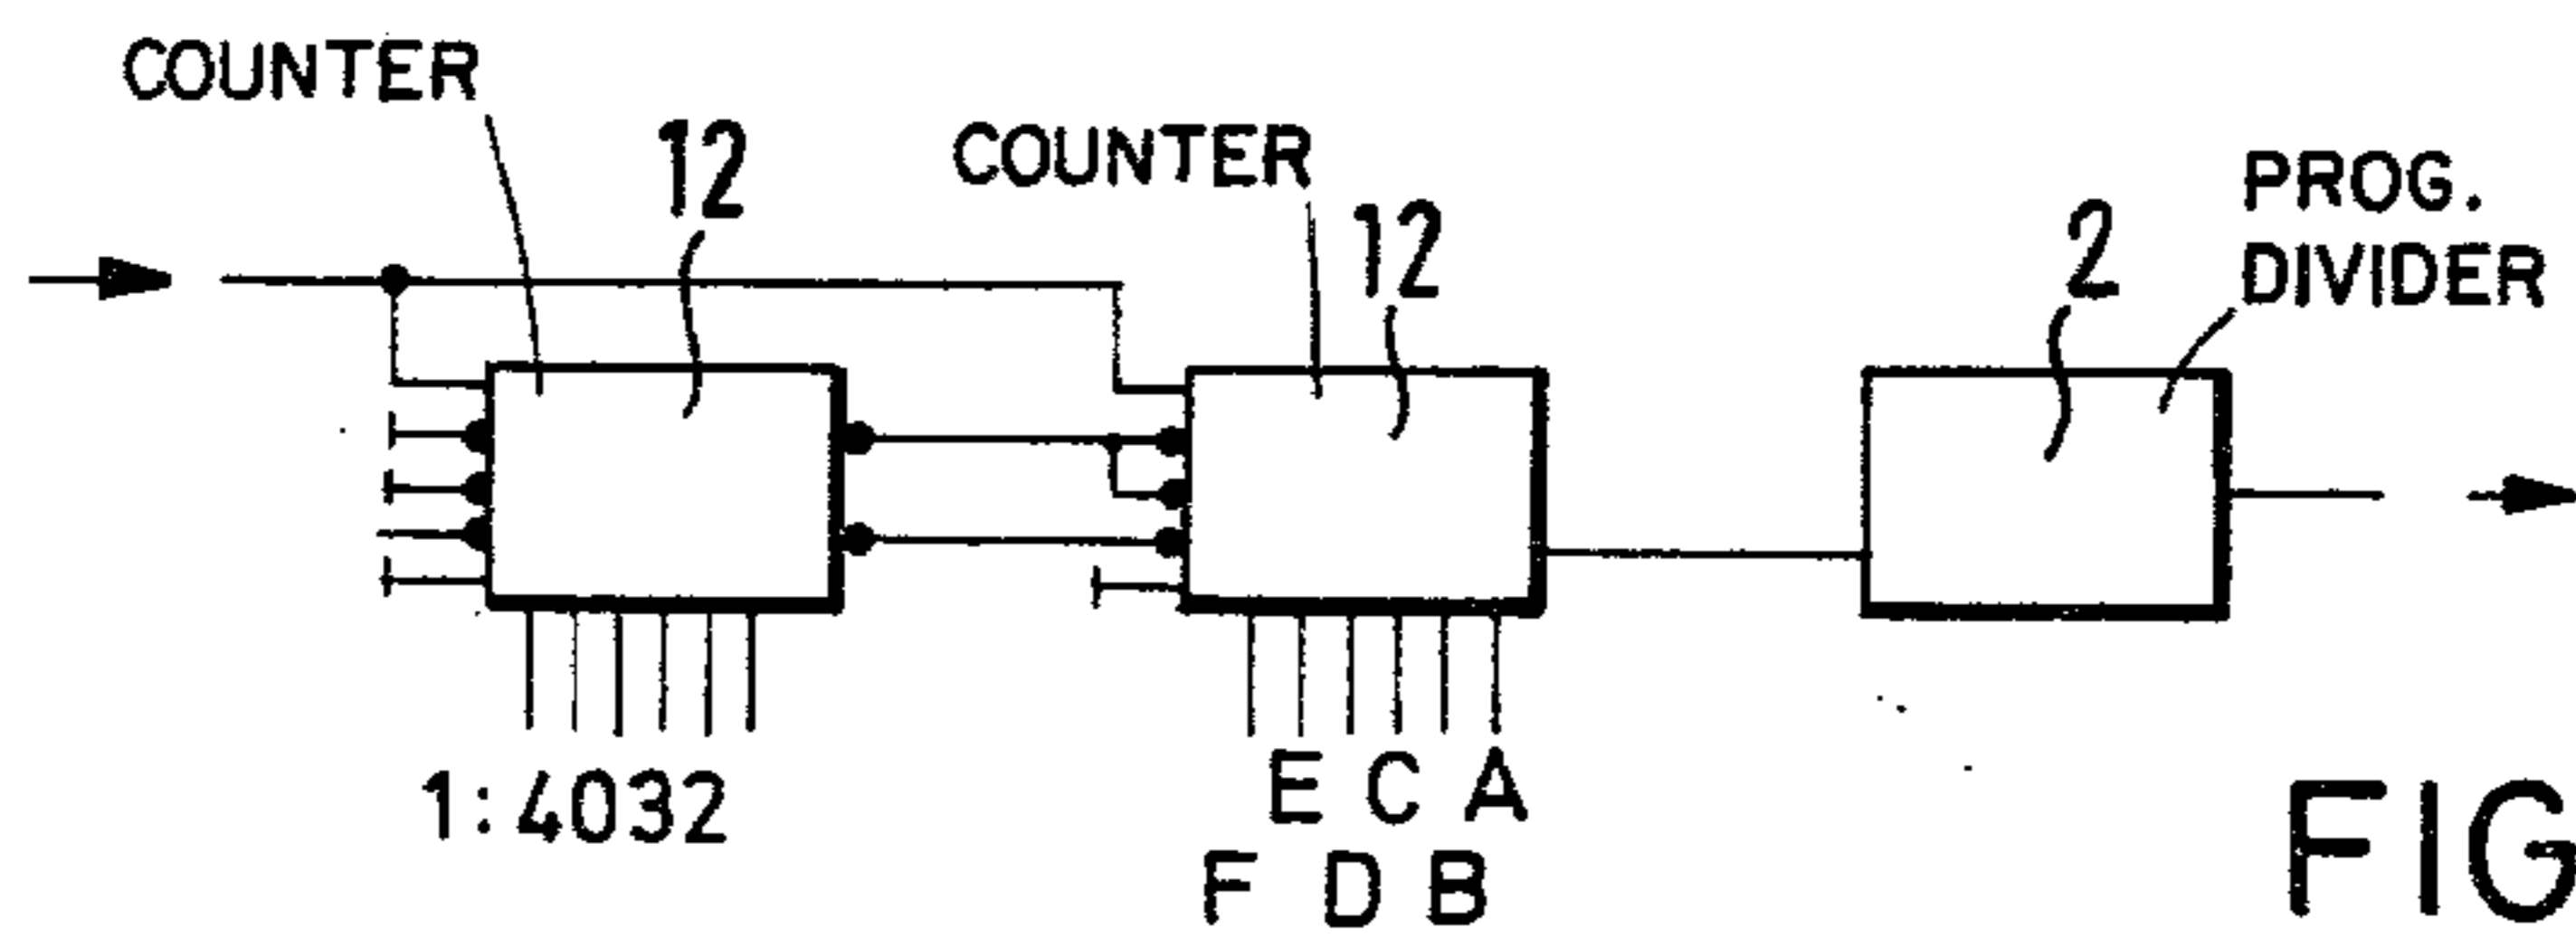 COUNTER
12
COUNTER
12
2
PROG.
DIVIDER
1:4032
E C A
F D B
FIG